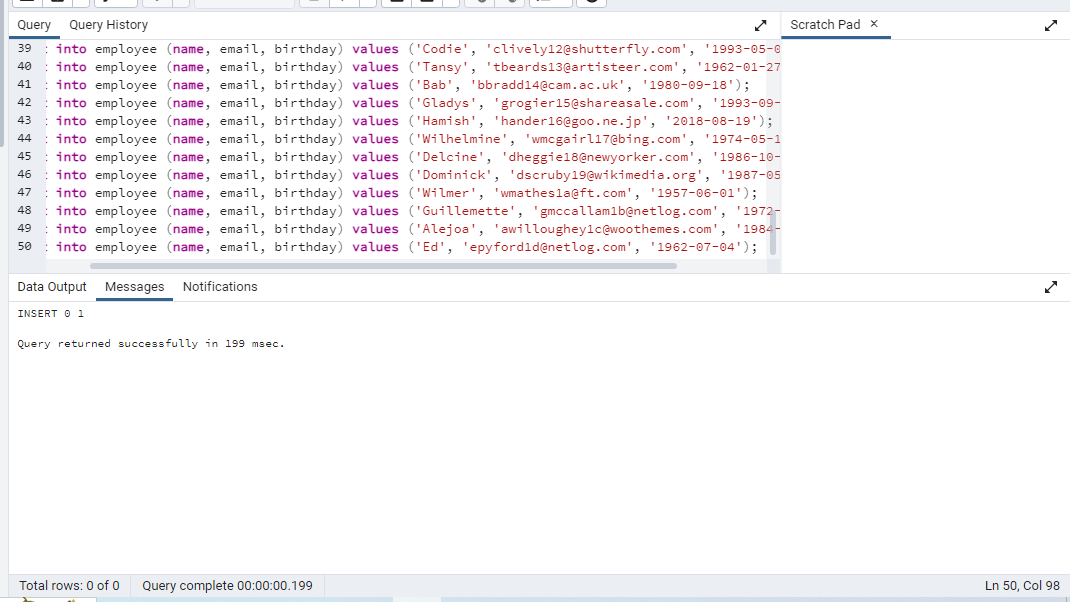 Query Query History Scratch Pad ×
39 : into employee (name, email, birthday) values ('Codie', 'clively12@shutterfly.com', '1993-05-0
40 : into employee (name, email, birthday) values ('Tansy', 'tbeards13@artisteer.com', '1962-01-27
41 : into employee (name, email, birthday) values ('Bab', 'bbradd14@cam.ac.uk', '1980-09-18');
42 : into employee (name, email, birthday) values ('Gladys', 'grogier15@shareasale.com', '1993-09-
43 : into employee (name, email, birthday) values ('Hamish', 'hander16@goo.ne.jp', '2018-08-19');
44 : into employee (name, email, birthday) values ('Wilhelmine', 'wmcgairl17@bing.com', '1974-05-1
45 : into employee (name, email, birthday) values ('Delcine', 'dheggie18@newyorker.com', '1986-10-
46 : into employee (name, email, birthday) values ('Dominick', 'dscruby19@wikimedia.org', '1987-05
47 : into employee (name, email, birthday) values ('Wilmer', 'wmathes1a@ft.com', '1957-06-01');
48 : into employee (name, email, birthday) values ('Guillemette', 'gmccallam1b@netlog.com', '1972-
49 : into employee (name, email, birthday) values ('Alejoa', 'awilloughey1c@woothemes.com', '1984-
50 : into employee (name, email, birthday) values ('Ed', 'epyford1d@netlog.com', '1962-07-04');
Data Output Messages Notifications
INSERT 0 1
Query returned successfully in 199 msec.
Total rows: 0 of 0 Query complete 00:00:00.199 Ln 50, Col 98